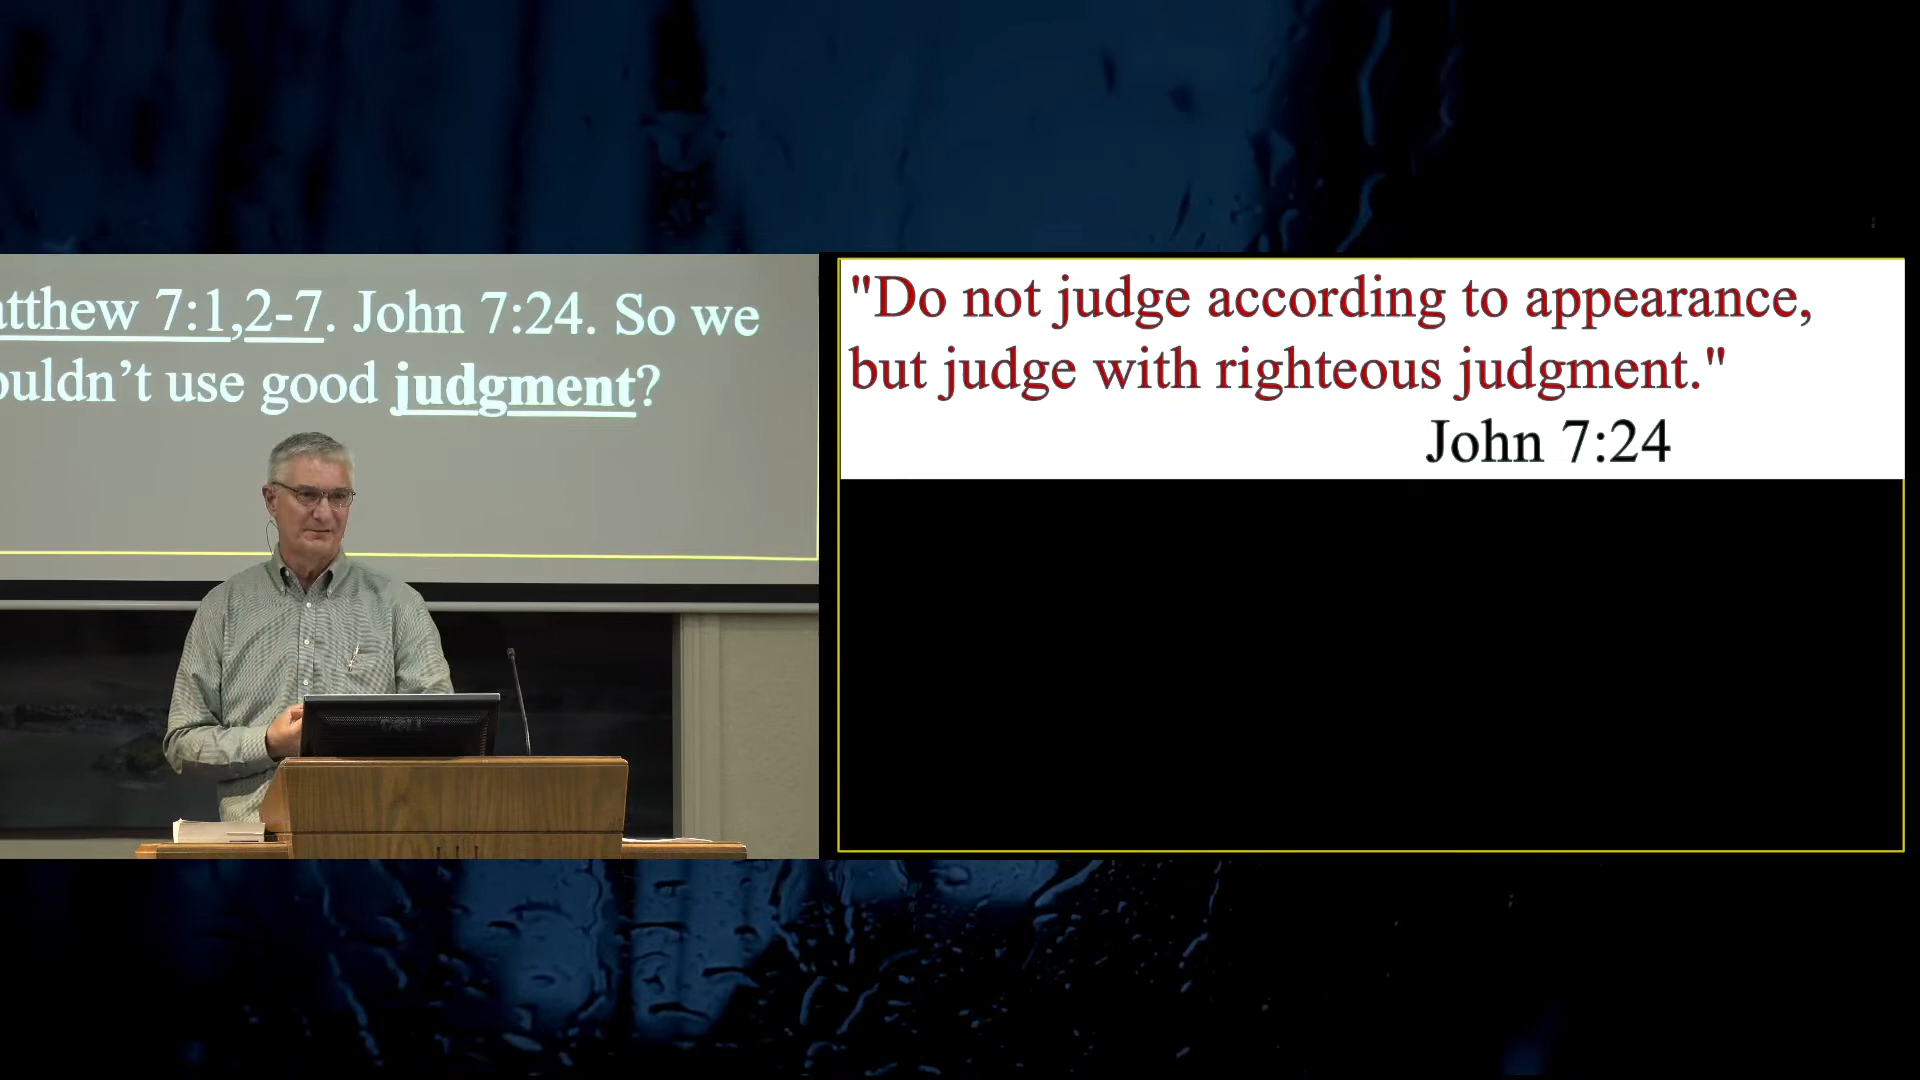 atthew 7:1,2-7. John 7:24. So we
ouldn’t use good judgment?
DELL
"Do not judge according to appearance,
but judge with righteous judgment."
John 7:24